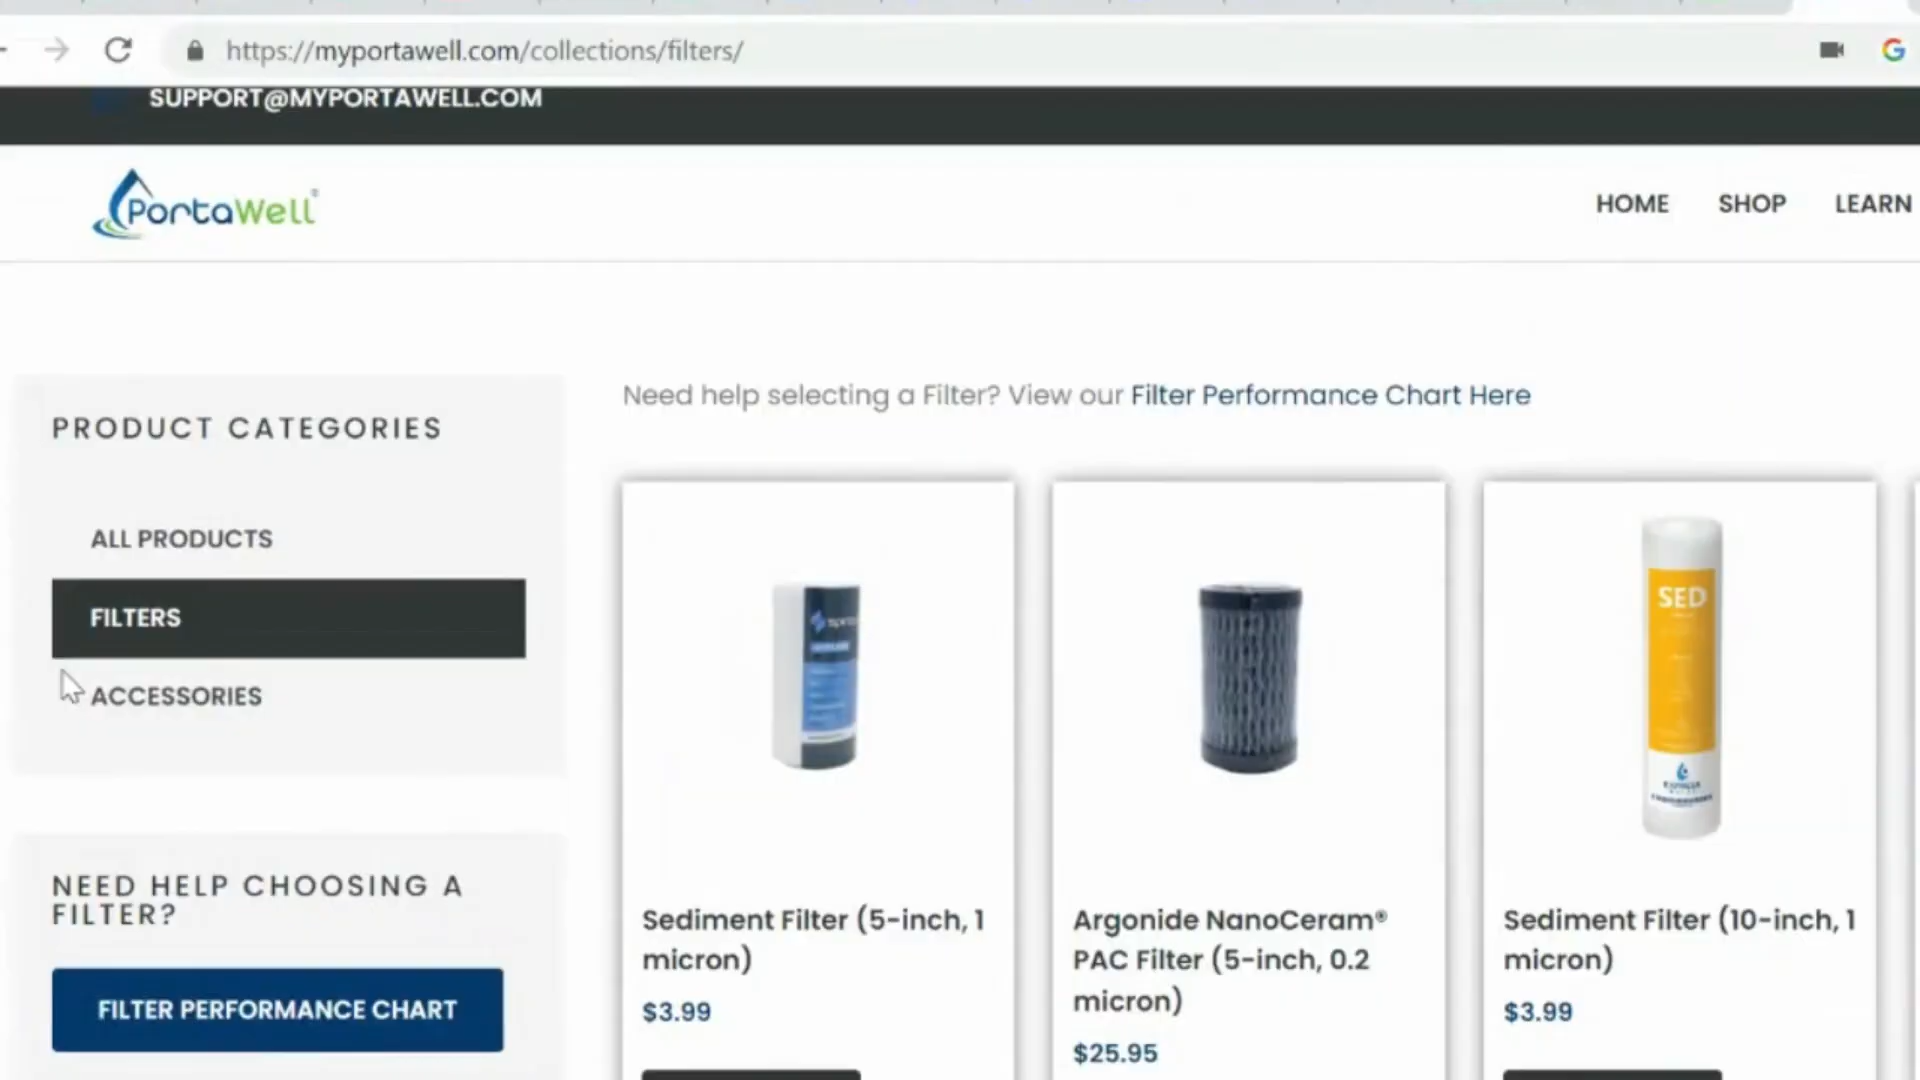 https://myportawell.com/collections/filters/
SUPPORT@MYPORTAWELL.COM
PortaWell®
HOME SHOP LEARN
Need help selecting a Filter? View our Filter Performance Chart Here
PRODUCT CATEGORIES
ALL PRODUCTS
FILTERS
ACCESSORIES
NEED HELP CHOOSING A
FILTER?
FILTER PERFORMANCE CHART
SED
Sediment Filter (5-inch, 1
micron)
$3.99
Argonide NanoCeram®
PAC Filter (5-inch, 0.2
micron)
$25.95
Sediment Filter (10-inch, 1
micron)
$3.99